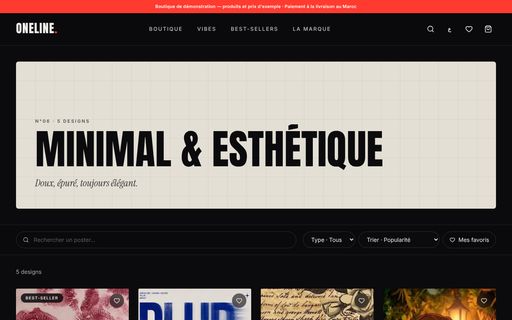 Boutique de démonstration — produits et prix d'exemple · Paiement à la livraison au Maroc
ONELINE.
BOUTIQUE
VIBES
BEST-SELLERS
LA MARQUE
ع
N°06 · 5 DESIGNS
MINIMAL & ESTHÉTIQUE
Doux, épuré, toujours élégant.
Rechercher un poster...
Type · Tous
Trier · Popularité
Mes favoris
5 designs
BEST-SELLER
BLUR